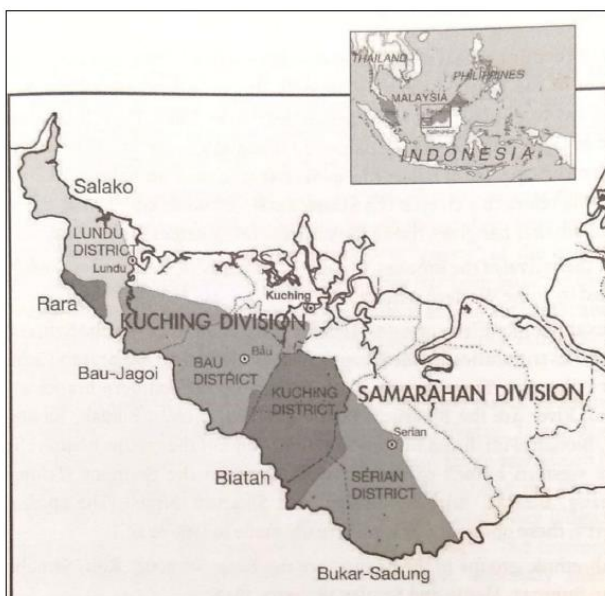 THAILAND
PHILIPPINES
MALAYSIA
INDONESIA
Salako
LUNDU
DISTRICT
Lundu
Kuching
Rara
KUCHING DIVISION
Bau-Jagoi
Bau
BAU
DISTRICT
KUCHING
DISTRICT
SAMARAHAN DIVISION
Serian
Biatah
SERIAN
DISTRICT
Bukar-Sadung